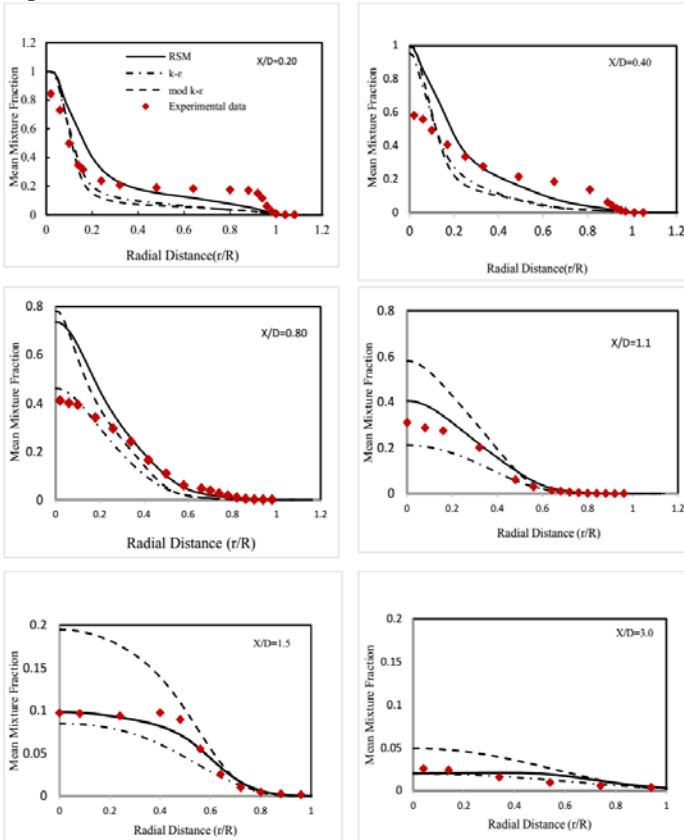 1.2
1
0.8
0.6
0.4
0.2
0
Mean Mixture Fraction
RSM
k-ε
mod k-ε
Experimental data
X/D=0.20
0 0.2 0.4 0.6 0.8 1 1.2
Radial Distance(r/R)
1
0.8
0.6
0.4
0.2
0
Mean Mixture Fraction
X/D=0.40
0 0.2 0.4 0.6 0.8 1 1.2
Radial Distance(r/R)
0.8
0.6
0.4
0.2
0
Mean Mixture Fraction
X/D=0.80
0 0.2 0.4 0.6 0.8 1 1.2
Radial Distance (r/R)
0.8
0.6
0.4
0.2
0
Mean Mixture Fraction
X/D=1.1
0 0.2 0.4 0.6 0.8 1 1.2
Radial Distance (r/R)
0.2
0.15
0.1
0.05
0
Mean Mixture Fraction
X/D=1.5
0 0.2 0.4 0.6 0.8 1
Radial Distance (r/R)
0.2
0.15
0.1
0.05
0
Mean Mixture Fraction
X/D=3.0
0 0.2 0.4 0.6 0.8 1
Radial Distance (r/R)